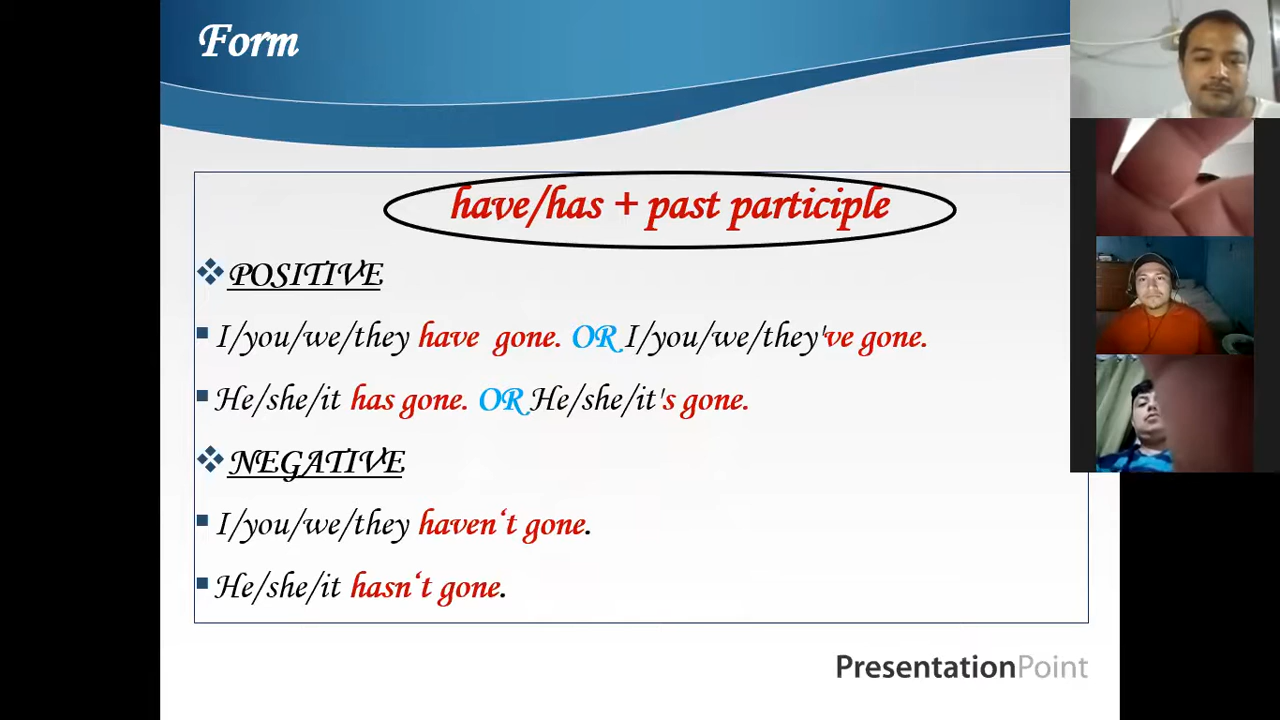 Form
have/has + past participle
POSITIVE
I/you/we/they have gone. OR I/you/we/they've gone.
He/she/it has gone. OR He/she/it's gone.
NEGATIVE
I/you/we/they haven‘t gone.
He/she/it hasn‘t gone.
PresentationPoint